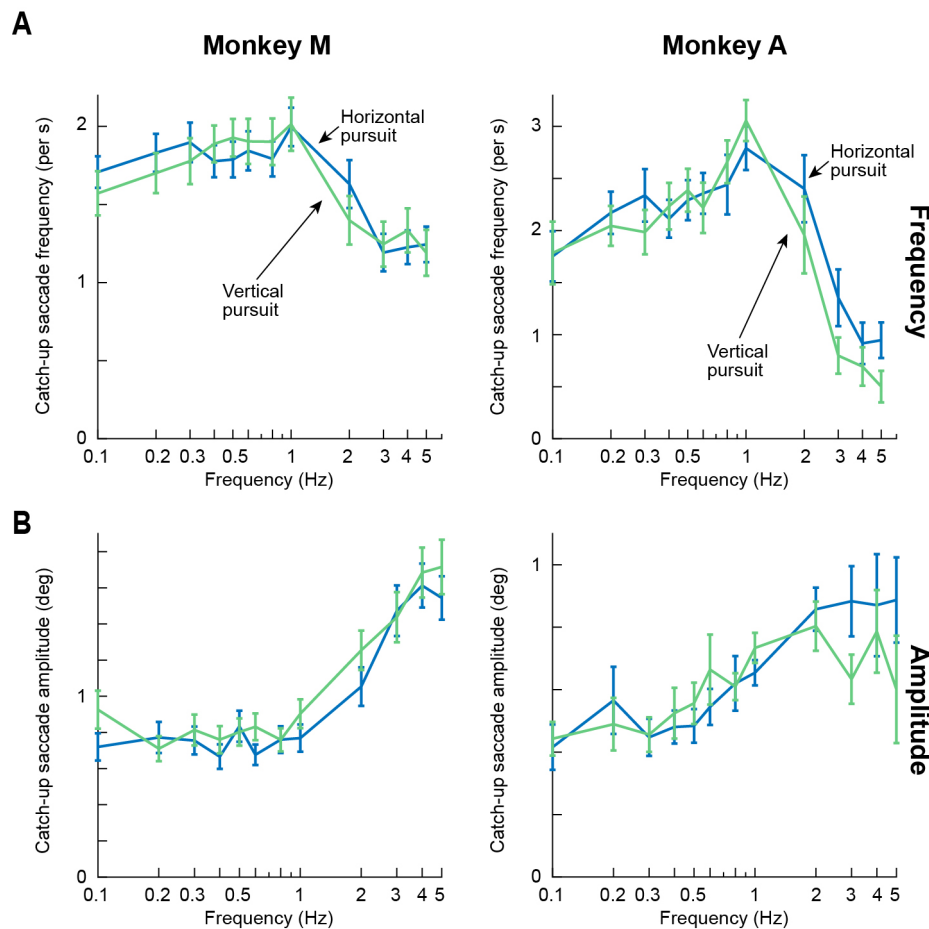 A
Monkey M
Monkey A
Catch-up saccade frequency (per s)
2
1
0
Horizontal
pursuit
Vertical
pursuit
0.1 0.2 0.3 0.5 1 2 3 4 5
Frequency (Hz)
Catch-up saccade frequency (per s)
3
2
1
0
Horizontal
pursuit
Vertical
pursuit
0.1 0.2 0.3 0.5 1 2 3 4 5
Frequency (Hz)
Frequency
B
Catch-up saccade amplitude (deg)
1
0
0.1 0.2 0.3 0.5 1 2 3 4 5
Frequency (Hz)
Catch-up saccade amplitude (deg)
1
0
0.1 0.2 0.3 0.5 1 2 3 4 5
Frequency (Hz)
Amplitude